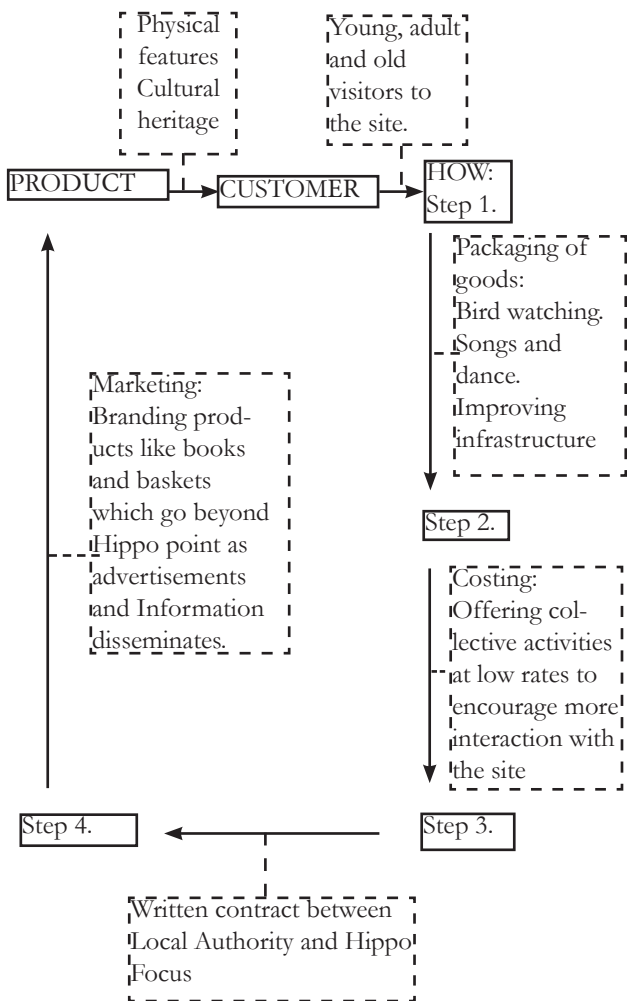 Physical
features
Cultural
heritage
Young, adult
and old
visitors to
the site.
PRODUCT
CUSTOMER
HOW:
Step 1.
Packaging of
goods:
Bird watching.
Songs and
dance.
Improving
infrastructure
Marketing:
Branding prod-
ucts like books
and baskets
which go beyond
Hippo point as
advertisements
and Information
disseminates.
Step 2.
Costing:
Offering col-
lective activities
at low rates to
encourage more
interaction with
the site
Step 4.
Step 3.
Written contract between
Local Authority and Hippo
Focus